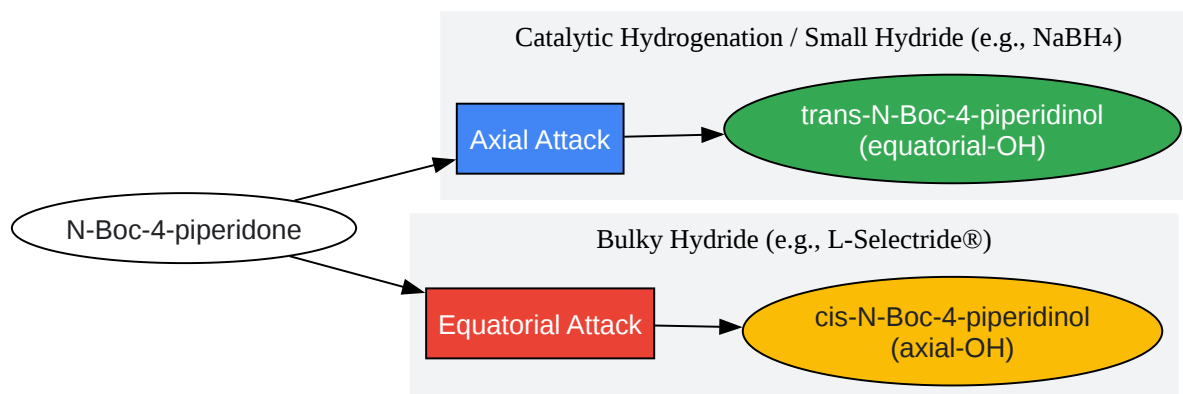 Catalytic Hydrogenation / Small Hydride (e.g., NaBH₄)
Axial Attack
trans-N-Boc-4-piperidinol
(equatorial-OH)
N-Boc-4-piperidone
Bulky Hydride (e.g., L-Selectride®)
Equatorial Attack
cis-N-Boc-4-piperidinol
(axial-OH)